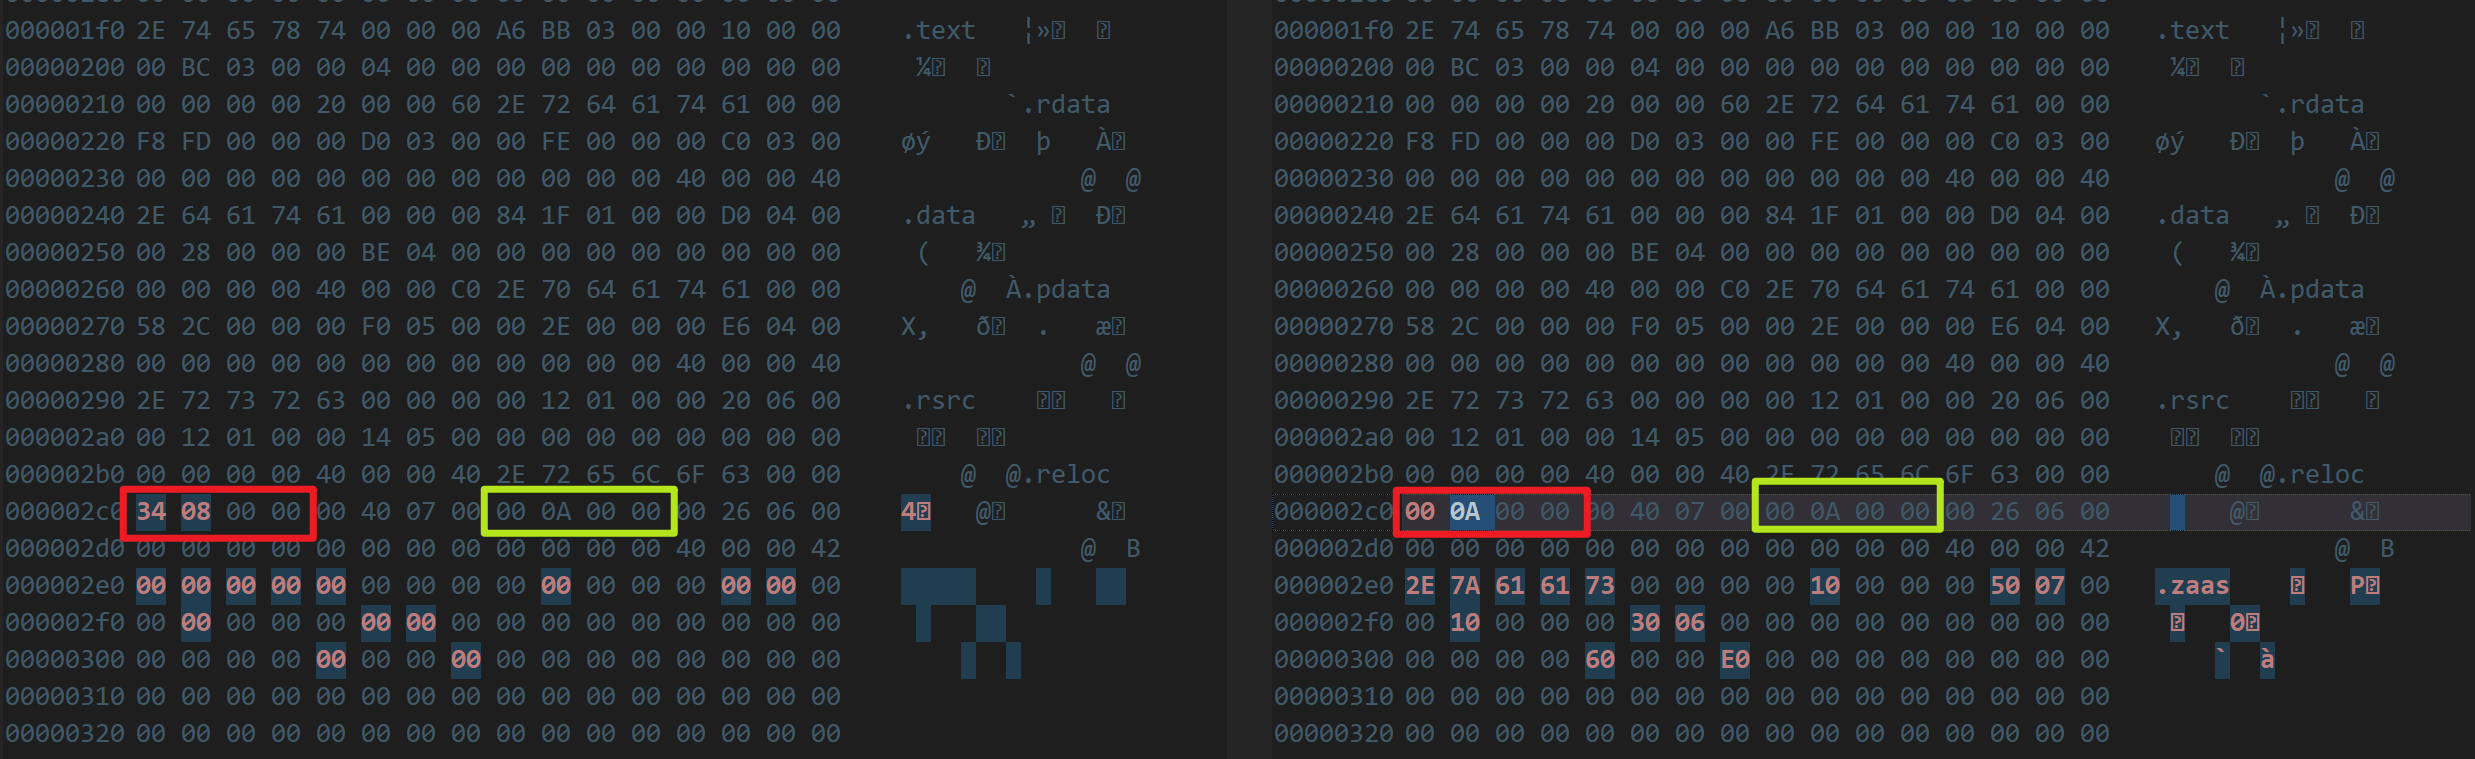 000001f0 2E 74 65 78 74 00 00 00 A6 BB 03 00 00 10 00 00 .text ¦» 000001f0 2E 74 65 78 74 00 00 00 A6 BB 03 00 00 10 00 00 .text ¦»
00000200 00 BC 03 00 00 04 00 00 00 00 00 00 00 00 00 00 ¼ 00000200 00 BC 03 00 00 04 00 00 00 00 00 00 00 00 00 00 ¼
00000210 00 00 00 00 20 00 00 60 2E 72 64 61 74 61 00 00 `.rdata 00000210 00 00 00 00 20 00 00 60 2E 72 64 61 74 61 00 00 `.rdata
00000220 F8 FD 00 00 00 D0 03 00 00 FE 00 00 00 C0 03 00 øý Ð þ À 00000220 F8 FD 00 00 00 D0 03 00 00 FE 00 00 00 C0 03 00 øý Ð þ À
00000230 00 00 00 00 00 00 00 00 00 00 00 00 40 00 00 40 @ @ 00000230 00 00 00 00 00 00 00 00 00 00 00 00 40 00 00 40 @ @
00000240 2E 64 61 74 61 00 00 00 84 1F 01 00 00 D0 04 00 .data „ Ð 00000240 2E 64 61 74 61 00 00 00 84 1F 01 00 00 D0 04 00 .data „ Ð
00000250 00 28 00 00 00 BE 04 00 00 00 00 00 00 00 00 00 ( ¾ 00000250 00 28 00 00 00 BE 04 00 00 00 00 00 00 00 00 00 ( ¾
00000260 00 00 00 00 40 00 00 C0 2E 70 64 61 74 61 00 00 @ À.pdata 00000260 00 00 00 00 40 00 00 C0 2E 70 64 61 74 61 00 00 @ À.pdata
00000270 58 2C 00 00 00 F0 05 00 00 2E 00 00 00 E6 04 00 X, ð . æ 00000270 58 2C 00 00 00 F0 05 00 00 2E 00 00 00 E6 04 00 X, ð . æ
00000280 00 00 00 00 00 00 00 00 00 00 00 00 40 00 00 40 @ @ 00000280 00 00 00 00 00 00 00 00 00 00 00 00 40 00 00 40 @ @
00000290 2E 72 73 72 63 00 00 00 00 12 01 00 00 20 06 00 .rsrc 00000290 2E 72 73 72 63 00 00 00 00 12 01 00 00 20 06 00 .rsrc
000002a0 00 12 01 00 00 14 05 00 00 00 00 00 00 00 00 00 000002a0 00 12 01 00 00 14 05 00 00 00 00 00 00 00 00 00
000002b0 00 00 00 00 40 00 00 40 2E 72 65 6C 6F 63 00 00 @ @.reloc 000002b0 00 00 00 00 40 00 00 40 2E 72 65 6C 6F 63 00 00 @ @.reloc
000002c0 34 08 00 00 00 40 07 00 00 0A 00 00 00 26 06 00 4 @ & 000002c0 00 0A 00 00 00 40 07 00 00 0A 00 00 00 26 06 00 @ &
000002d0 00 00 00 00 00 00 00 00 00 00 00 00 40 00 00 42 @ B 000002d0 00 00 00 00 00 00 00 00 00 00 00 00 40 00 00 42 @ B
000002e0 00 00 00 00 00 00 00 00 00 00 00 00 00 00 00 00 000002e0 2E 7A 61 61 73 00 00 00 00 10 00 00 00 50 07 00 .zaas P
000002f0 00 00 00 00 00 00 00 00 00 00 00 00 00 00 00 00 000002f0 00 10 00 00 00 30 06 00 00 00 00 00 00 00 00 00 0
00000300 00 00 00 00 00 00 00 00 00 00 00 00 00 00 00 00 00000300 00 00 00 00 60 00 00 E0 00 00 00 00 00 00 00 00 ` à
00000310 00 00 00 00 00 00 00 00 00 00 00 00 00 00 00 00 00000310 00 00 00 00 00 00 00 00 00 00 00 00 00 00 00 00
00000320 00 00 00 00 00 00 00 00 00 00 00 00 00 00 00 00 00000320 00 00 00 00 00 00 00 00 00 00 00 00 00 00 00 00